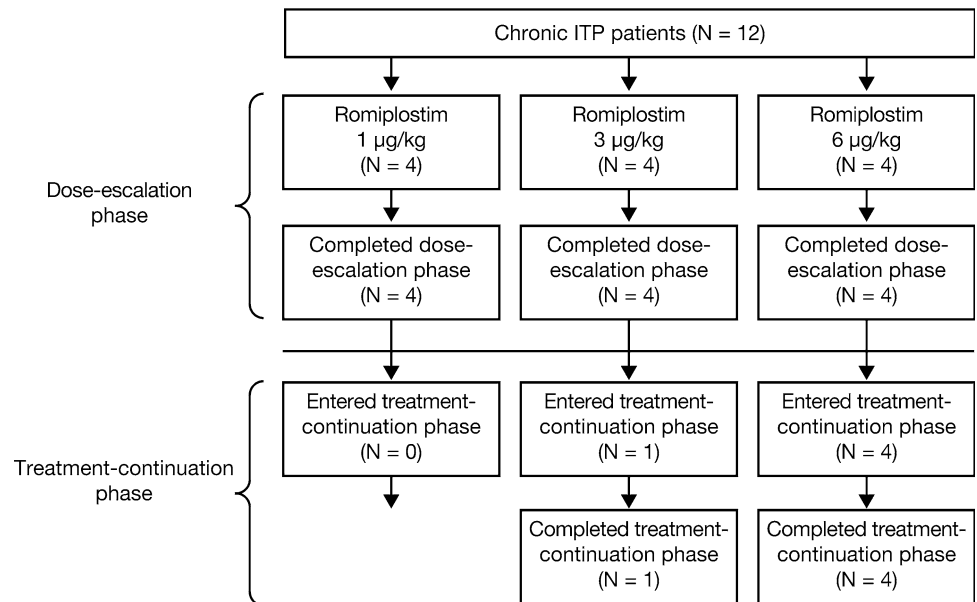 Chronic ITP patients (N = 12)
Dose-escalation
phase
Romiplostim
1 µg/kg
(N = 4)
Romiplostim
3 µg/kg
(N = 4)
Romiplostim
6 µg/kg
(N = 4)
Completed dose-
escalation phase
(N = 4)
Completed dose-
escalation phase
(N = 4)
Completed dose-
escalation phase
(N = 4)
Treatment-continuation
phase
Entered treatment-
continuation phase
(N = 0)
Entered treatment-
continuation phase
(N = 1)
Entered treatment-
continuation phase
(N = 4)
Completed treatment-
continuation phase
(N = 1)
Completed treatment-
continuation phase
(N = 4)